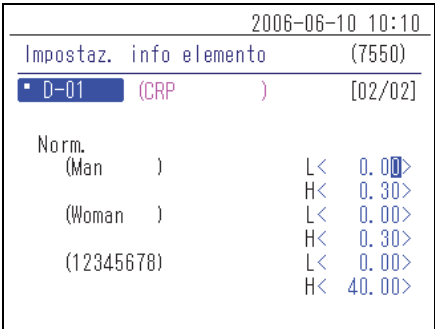 2006-06-10 10:10
Impostaz. info elemento (7550)
D-01 (CRP ) [02/02]
Norm.
(Man ) L< 0.00>
H< 0.30>
(Woman ) L< 0.00>
H< 0.30>
(12345678) L< 0.00>
H< 40.00>